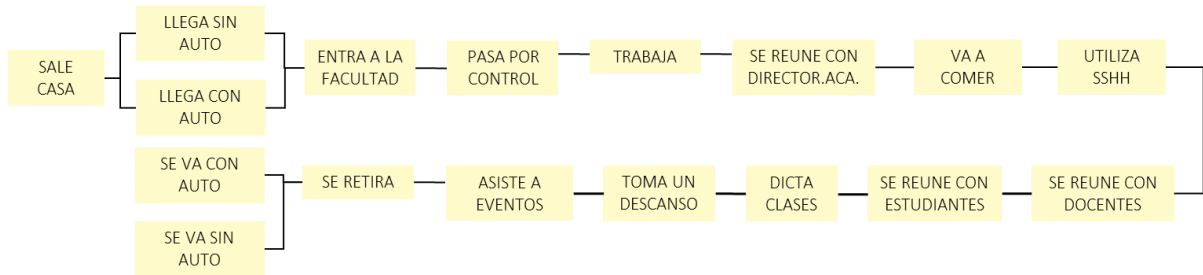 SALE
CASA
LLEGA SIN
AUTO
LLEGA CON
AUTO
ENTRA A LA
FACULTAD
PASA POR
CONTROL
TRABAJA
SE REUNE CON
DIRECTOR.ACA.
VA A
COMER
UTILIZA
SSHH
SE REUNE CON
DOCENTES
SE REUNE CON
ESTUDIANTES
DICTA
CLASES
TOMA UN
DESCANSO
ASISTE A
EVENTOS
SE RETIRA
SE VA CON
AUTO
SE VA SIN
AUTO